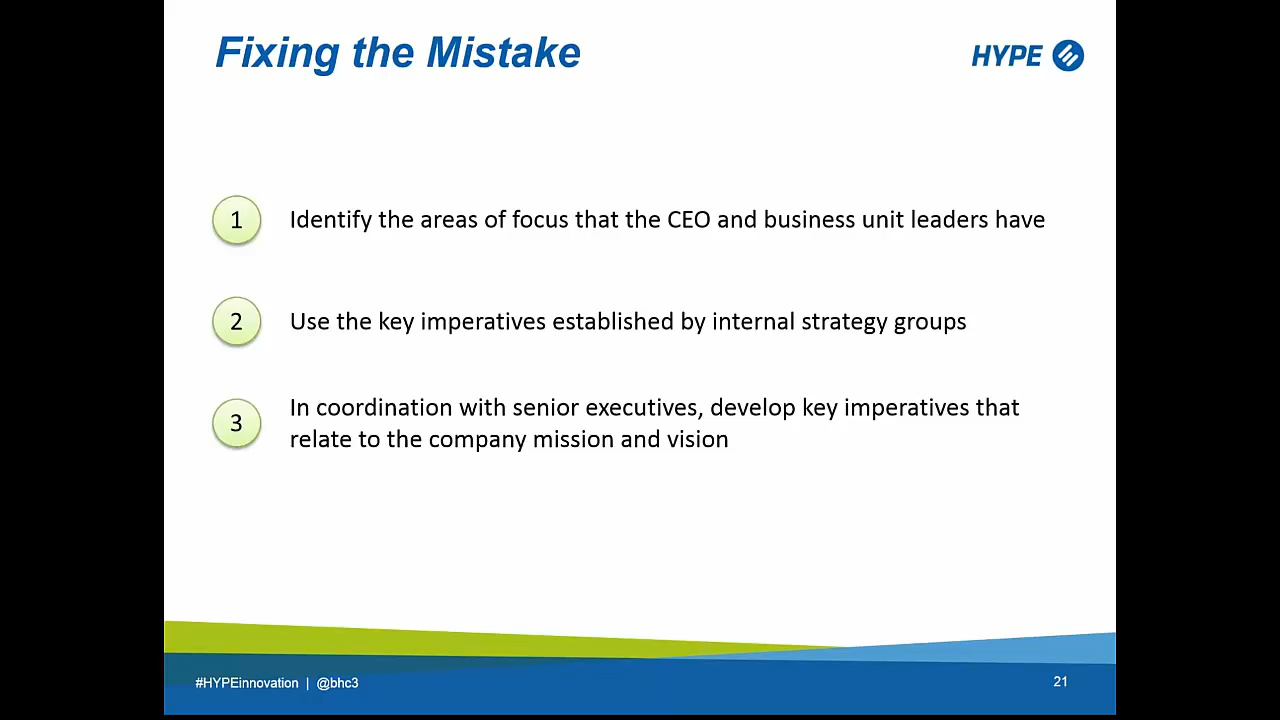 Fixing the Mistake
HYPE
1
Identify the areas of focus that the CEO and business unit leaders have
2
Use the key imperatives established by internal strategy groups
3
In coordination with senior executives, develop key imperatives that
relate to the company mission and vision
#HYPEinnovation | @bhc3
21